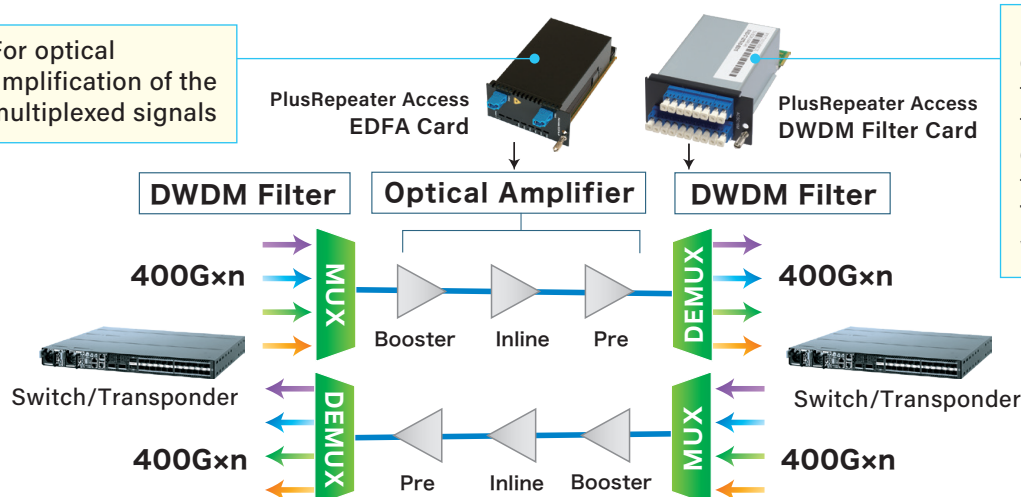 For optical
amplification of the
multiplexed signals
PlusRepeater Access
EDFA Card
PlusRepeater Access
DWDM Filter Card
DWDM Filter
Optical Amplifier
DWDM Filter
400G×n
MUX
Booster
Inline
Pre
DEMUX
400G×n
Switch/Transponder
Switch/Transponder
400G×n
DEMUX
Pre
Inline
Booster
MUX
400G×n